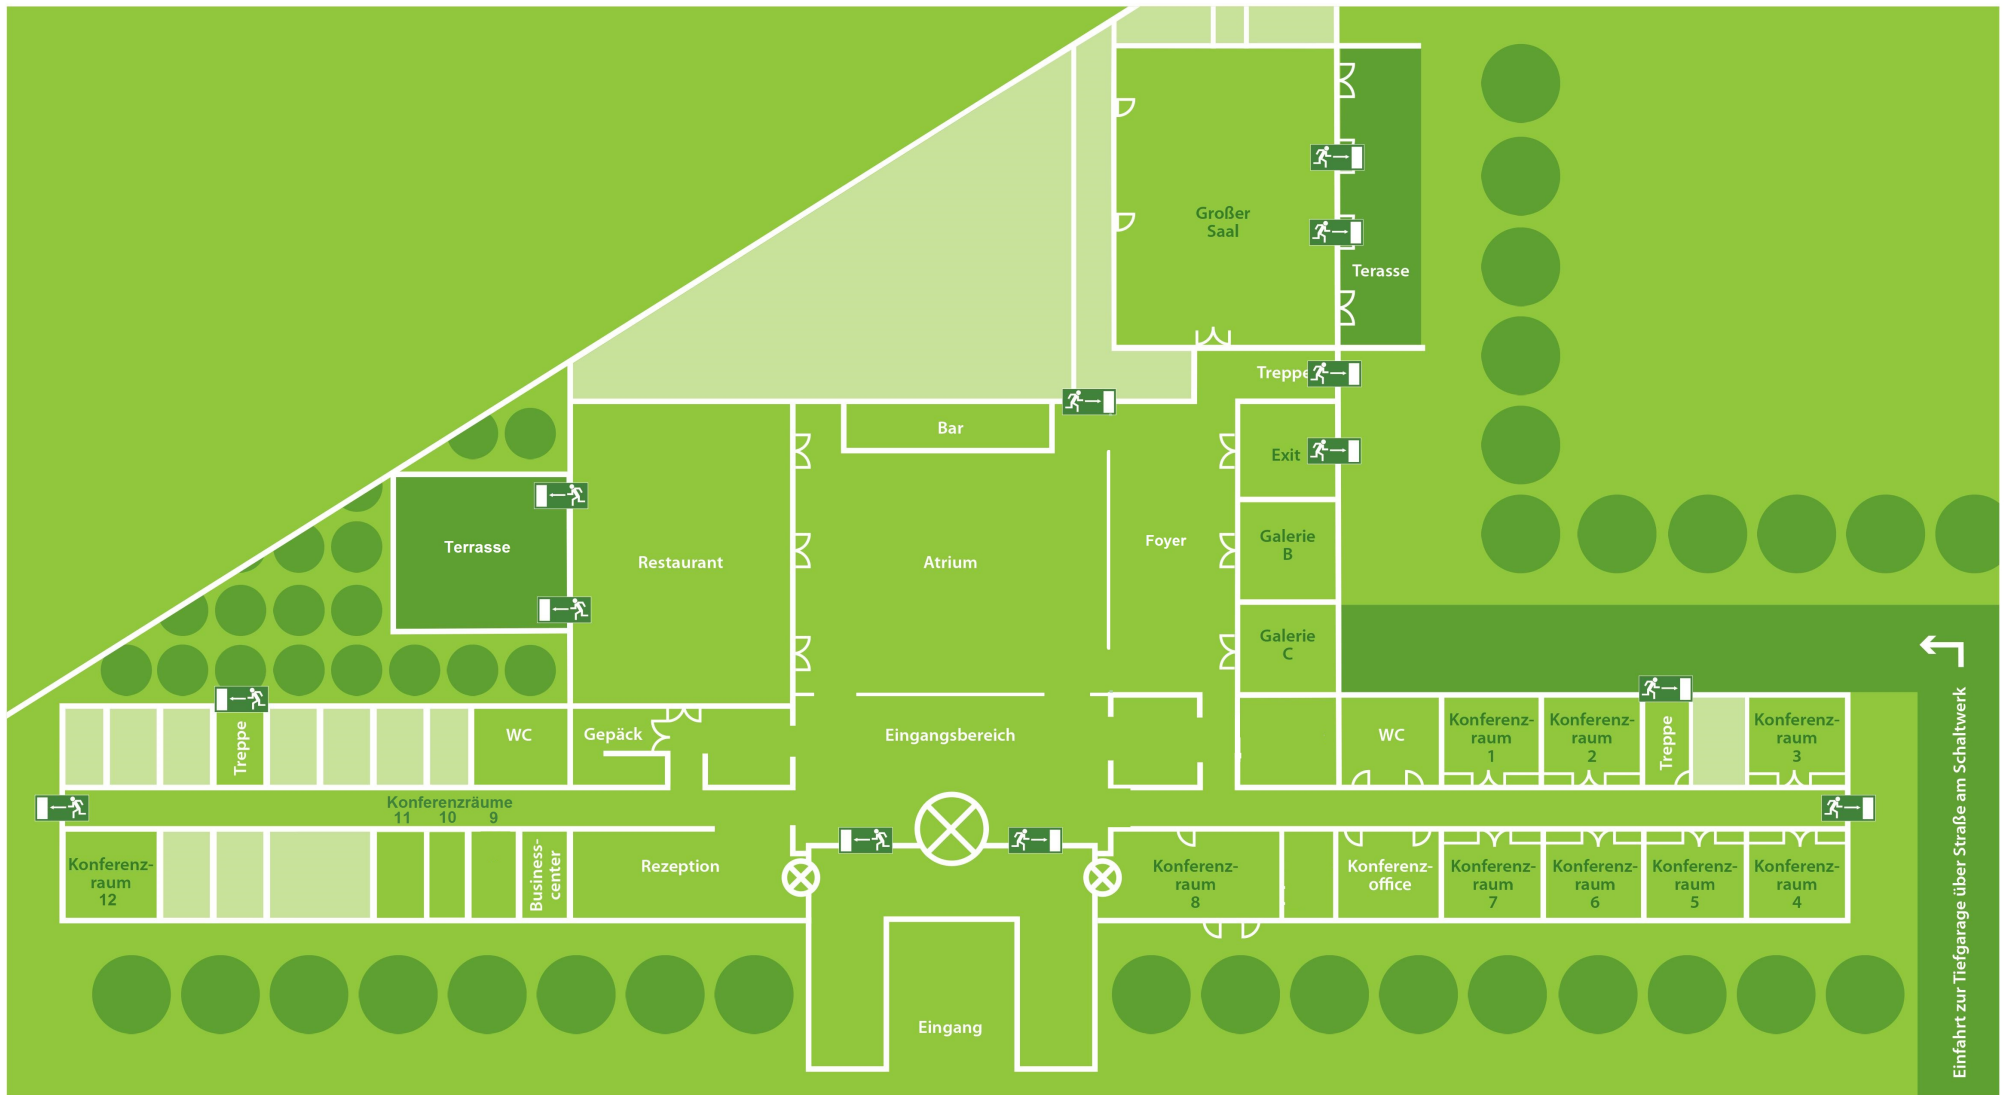 Großer
Saal
Terasse
Treppe
Bar
Exit
Terrasse
Restaurant
Atrium
Foyer
Galerie
B
Galerie
C
Treppe
WC
Gepäck
Eingangsbereich
WC
Konferenz-
raum
1
Konferenz-
raum
2
Treppe
Konferenz-
raum
3
Konferenzräume
11 10 9
Konferenz-
raum
12
Business-
center
Rezeption
Konferenz-
raum
8
Konferenz-
office
Konferenz-
raum
7
Konferenz-
raum
6
Konferenz-
raum
5
Konferenz-
raum
4
Eingang
Einfahrt zur Tiefgarage über Straße am Schaltwerk